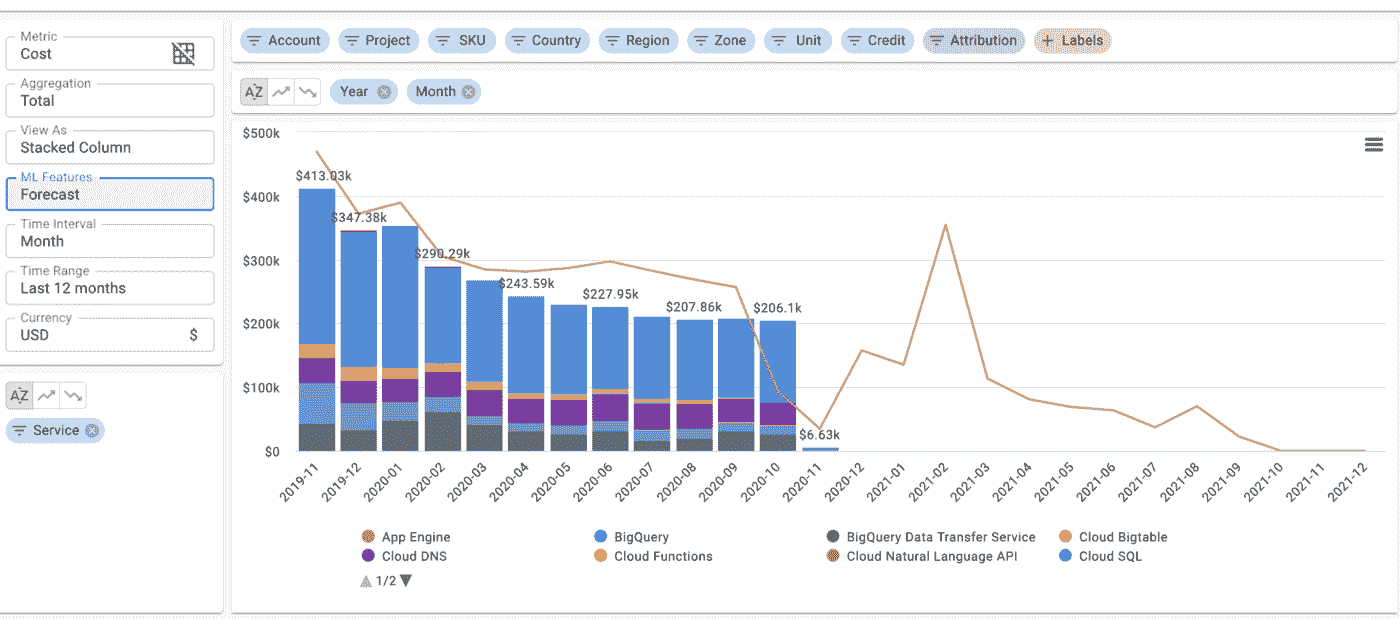 Metric
Cost
Aggregation
Total
View As
Stacked Column
ML Features
Forecast
Time Interval
Month
Time Range
Last 12 months
Currency
USD $
AZ
Service
Account Project SKU Country Region Zone Unit Credit Attribution + Labels
AZ Year Month
$500k
$400k
$300k
$200k
$100k
$0
$413.03k
$347.38k
$290.29k
$243.59k
$227.95k
$207.86k
$206.1k
$6.63k
2019-11 2019-12 2020-01 2020-02 2020-03 2020-04 2020-05 2020-06 2020-07 2020-08 2020-09 2020-10 2020-11 2020-12 2021-01 2021-02 2021-03 2021-04 2021-05 2021-06 2021-07 2021-08 2021-09 2021-10 2021-11 2021-12
App Engine BigQuery BigQuery Data Transfer Service Cloud Bigtable
Cloud DNS Cloud Functions Cloud Natural Language API Cloud SQL
1/2